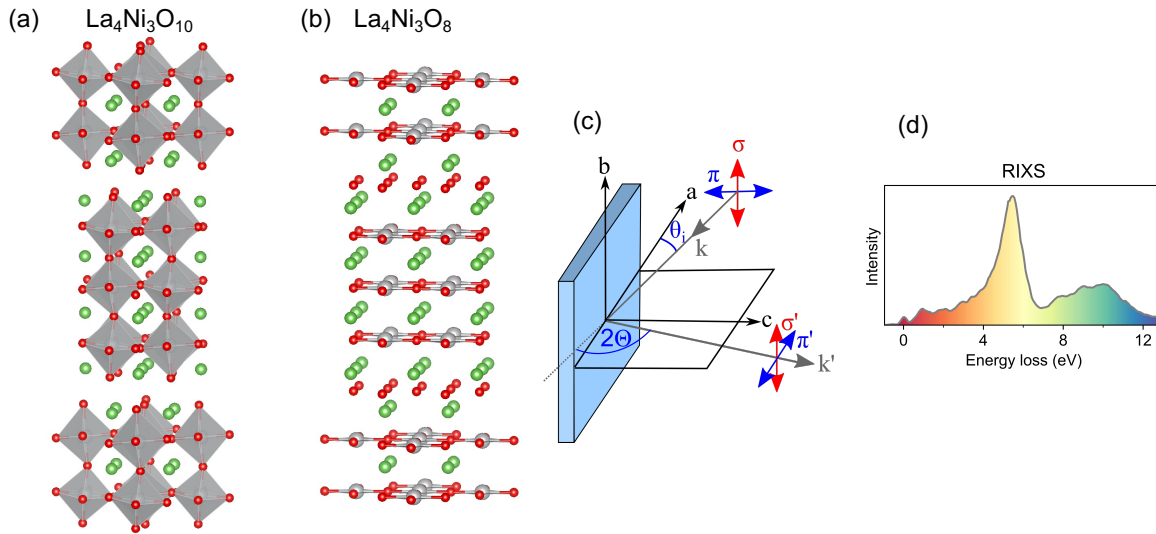 (a) La₄Ni₃O₁₀
(b) La₄Ni₃O₈
(c)
b
a
π
σ
θᵢ
k
c
2Θ
σ'
π'
k'
(d)
RIXS
Intensity
0 4 8 12
Energy loss (eV)